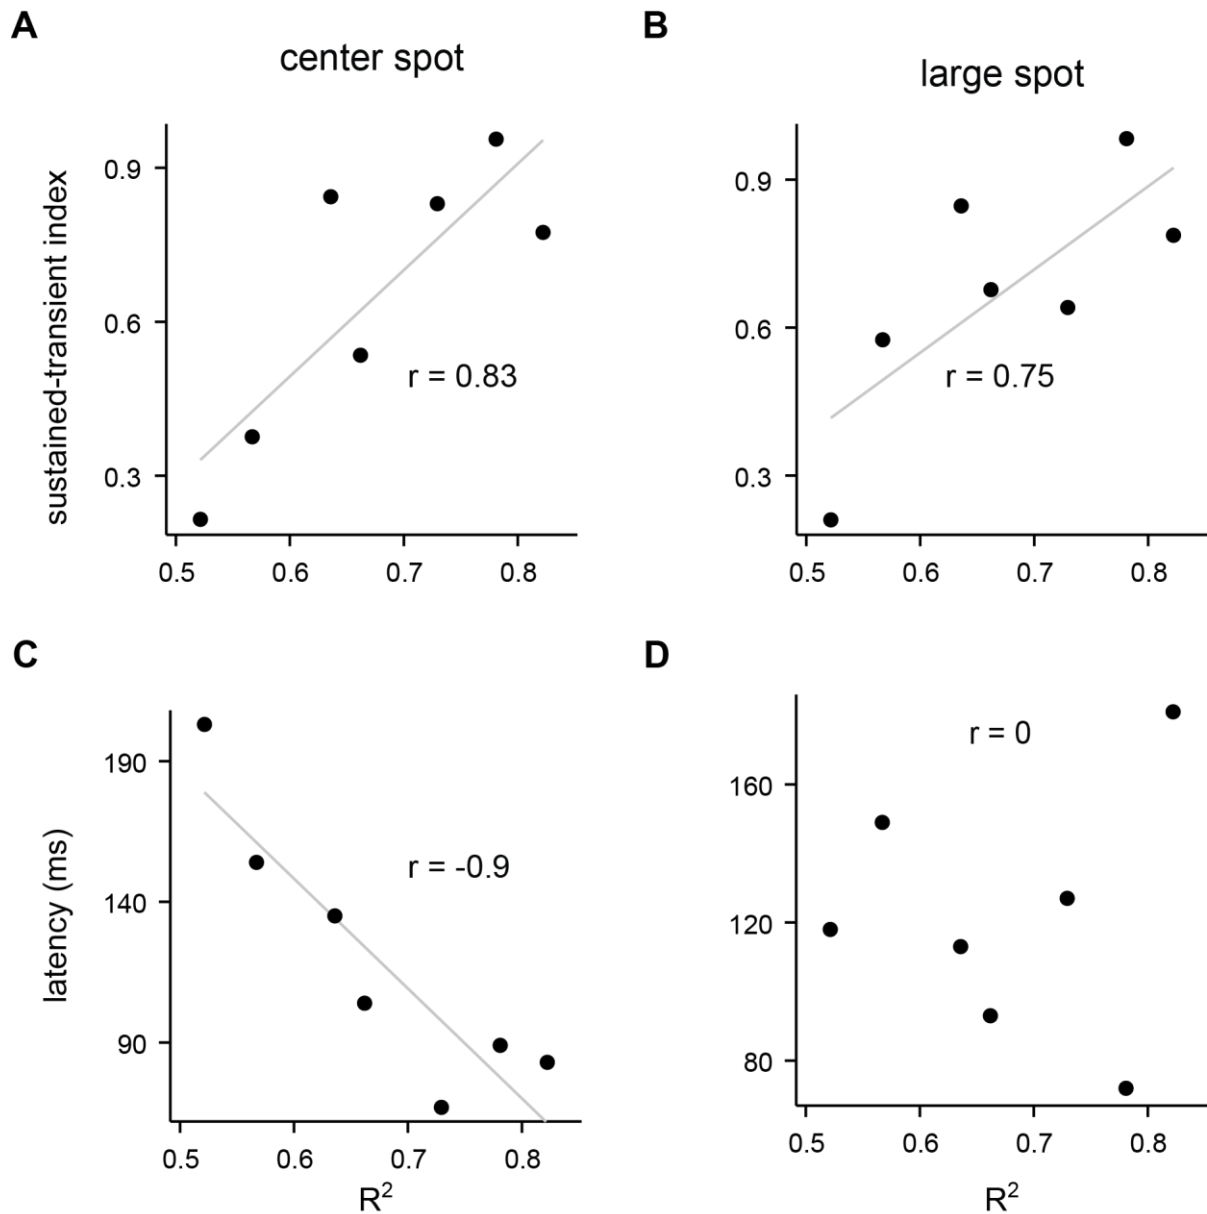 A
center spot
B
large spot
sustained-transient index
0.9
0.6
0.3
r = 0.83
0.5 0.6 0.7 0.8
0.9
0.6
0.3
r = 0.75
0.5 0.6 0.7 0.8
C
latency (ms)
190
140
90
r = -0.9
0.5 0.6 0.7 0.8
R²
D
160
120
80
r = 0
0.5 0.6 0.7 0.8
R²